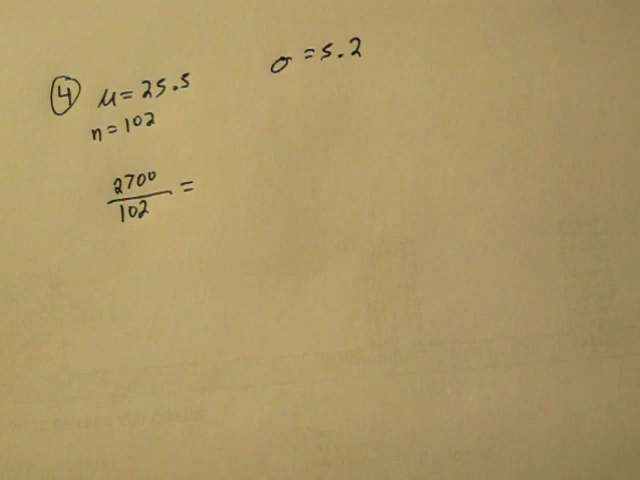 ④ μ = 25.5 σ = 5.2
n = 102
2700
102 =